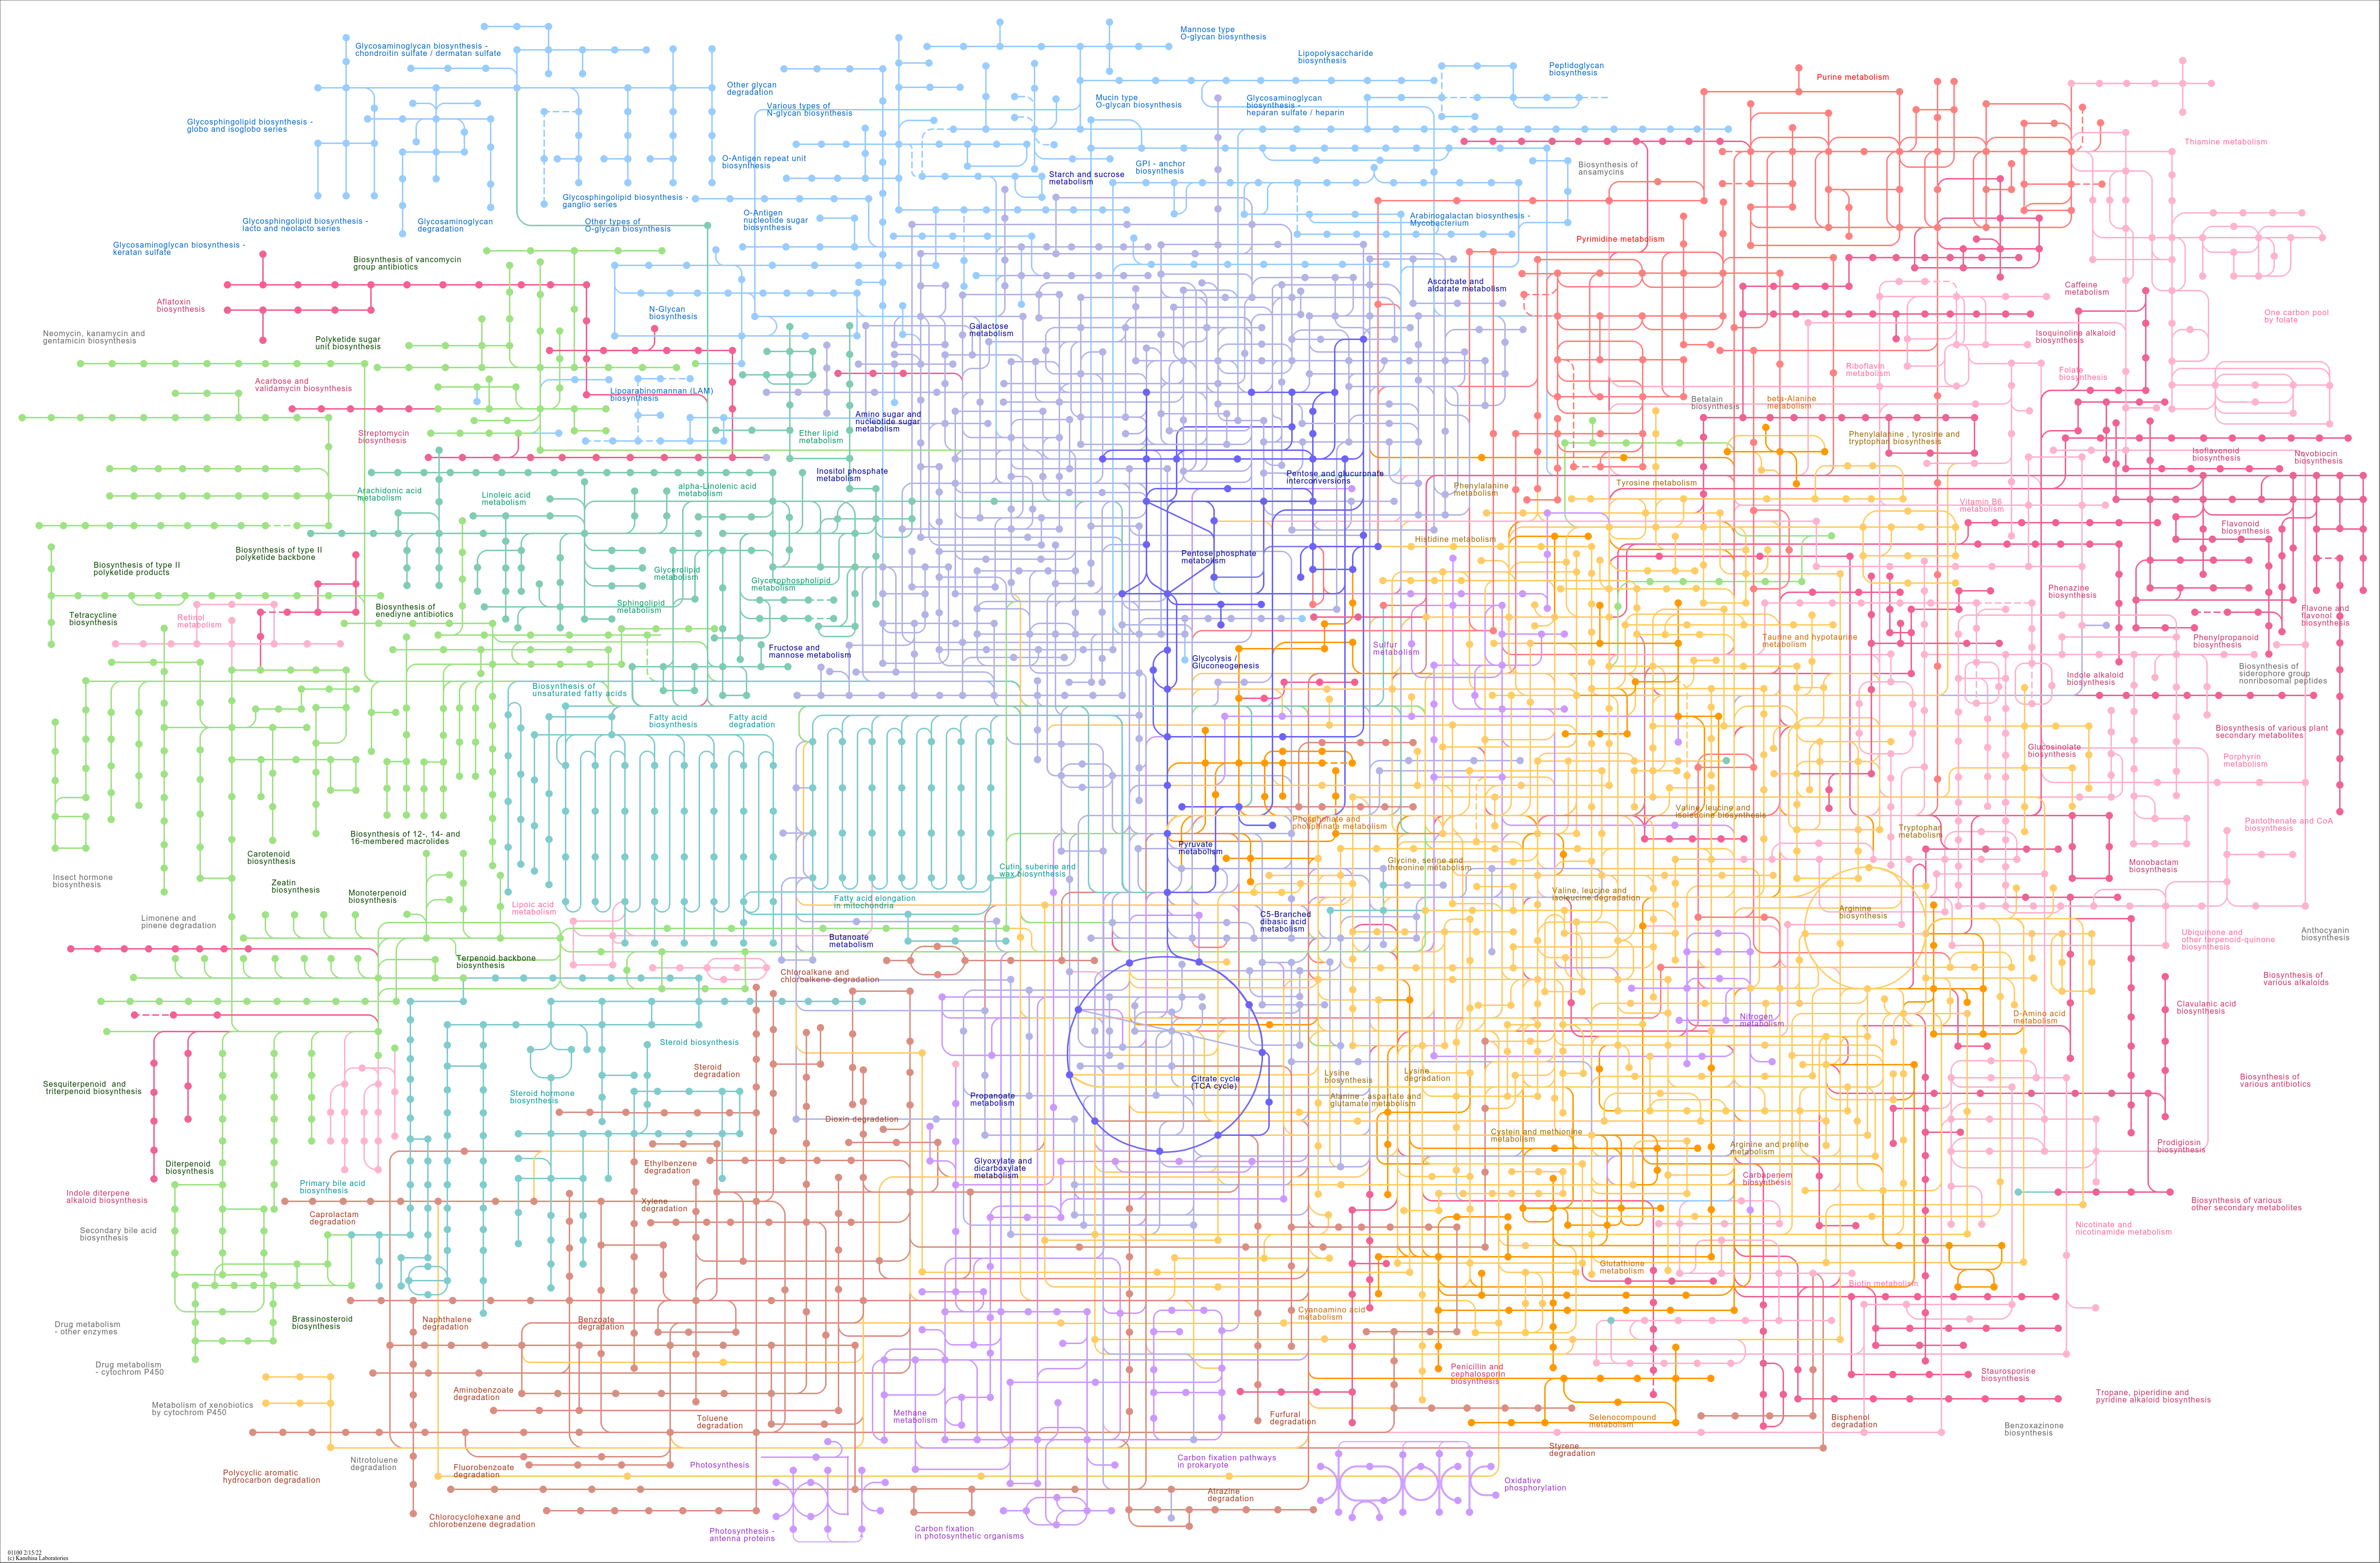 Mannose type
O-glycan biosynthesis
Glycosaminoglycan biosynthesis -
chondroitin sulfate / dermatan sulfate
Lipopolysaccharide
biosynthesis
Peptidoglycan
biosynthesis
Purine metabolism
Other glycan
degradation
Various types of
N-glycan biosynthesis
Mucin type
O-glycan biosynthesis
Glycosaminoglycan
biosynthesis -
heparan sulfate / heparin
Glycosphingolipid biosynthesis -
globo and isoglobo series
Thiamine metabolism
O-Antigen repeat unit
biosynthesis
GPI - anchor
biosynthesis
Biosynthesis of
ansamycins
Starch and sucrose
metabolism
Glycosphingolipid biosynthesis -
ganglio series
Glycosphingolipid biosynthesis -
lacto and neolacto series
Glycosaminoglycan
degradation
Other types of
O-glycan biosynthesis
O-Antigen
nucleotide sugar
biosynthesis
Arabinogalactan biosynthesis -
Mycobacterium
Glycosaminoglycan biosynthesis -
keratan sulfate
Pyrimidine metabolism
Biosynthesis of vancomycin
group antibiotics
Ascorbate and
aldarate metabolism
Caffeine
metabolism
Aflatoxin
biosynthesis
N-Glycan
biosynthesis
One carbon pool
by folate
Galactose
metabolism
Neomycin, kanamycin and
gentamicin biosynthesis
Polyketide sugar
unit biosynthesis
Isoquinoline alkaloid
biosynthesis
Riboflavin
metabolism
Folate
biosynthesis
Acarbose and
validamycin biosynthesis
Lipoarabinomannan (LAM)
biosynthesis
Betalain
biosynthesis
beta-Alanine
metabolism
Amino sugar and
nucleotide sugar
metabolism
Streptomycin
biosynthesis
Ether lipid
metabolism
Phenylalanine , tyrosine and
tryptophan biosynthesis
Isoflavonoid
biosynthesis
Novobiocin
biosynthesis
Inositol phosphate
metabolism
Pentose and glucuronate
interconversions
Arachidonic acid
metabolism
Linoleic acid
metabolism
alpha-Linolenic acid
metabolism
Phenylalanine
metabolism
Tyrosine metabolism
Vitamin B6
metabolism
Flavonoid
biosynthesis
Histidine metabolism
Biosynthesis of type II
polyketide backbone
Pentose phosphate
metabolism
Biosynthesis of type II
polyketide products
Glycerolipid
metabolism
Glycerophospholipid
metabolism
Phenazine
biosynthesis
Tetracycline
biosynthesis
Retinol
metabolism
Biosynthesis of
enediyne antibiotics
Sphingolipid
metabolism
Flavone and
flavonol
biosynthesis
Taurine and hypotaurine
metabolism
Phenylpropanoid
biosynthesis
Fructose and
mannose metabolism
Sulfur
metabolism
Glycolysis /
Gluconeogenesis
Biosynthesis of
siderophore group
nonribosomal peptides
Indole alkaloid
biosynthesis
Biosynthesis of
unsaturated fatty acids
Fatty acid
biosynthesis
Fatty acid
degradation
Biosynthesis of various plant
secondary metabolites
Glucosinolate
biosynthesis
Porphyrin
metabolism
Valine, leucine and
isoleucine biosynthesis
Phosphonate and
phosphinate metabolism
Pantothenate and CoA
biosynthesis
Tryptophan
metabolism
Biosynthesis of 12-, 14- and
16-membered macrolides
Pyruvate
metabolism
Carotenoid
biosynthesis
Glycine, serine and
threonine metabolism
Monobactam
biosynthesis
Cutin, suberine and
wax biosynthesis
Insect hormone
biosynthesis
Zeatin
biosynthesis
Monoterpenoid
biosynthesis
Valine, leucine and
isoleucine degradation
Fatty acid elongation
in mitochondria
Lipoic acid
metabolism
Arginine
biosynthesis
Limonene and
pinene degradation
C5-Branched
dibasic acid
metabolism
Butanoate
metabolism
Ubiquinone and
other terpenoid-quinone
biosynthesis
Anthocyanin
biosynthesis
Terpenoid backbone
biosynthesis
Chloroalkane and
chloroalkene degradation
Biosynthesis of
various alkaloids
Clavulanic acid
biosynthesis
Nitrogen
metabolism
D-Amino acid
metabolism
Steroid biosynthesis
Steroid
degradation
Lysine
biosynthesis
Lysine
degradation
Citrate cycle
(TCA cycle)
Biosynthesis of
various antibiotics
Sesquiterpenoid and
triterpenoid biosynthesis
Steroid hormone
biosynthesis
Propanoate
metabolism
Alanine , aspartate and
glutamate metabolism
Dioxin degradation
Cystein and methionine
metabolism
Arginine and proline
metabolism
Prodigiosin
biosynthesis
Diterpenoid
biosynthesis
Ethylbenzene
degradation
Glyoxylate and
dicarboxylate
metabolism
Carbapenem
biosynthesis
Primary bile acid
biosynthesis
Indole diterpene
alkaloid biosynthesis
Xylene
degradation
Biosynthesis of various
other secondary metabolites
Caprolactam
degradation
Secondary bile acid
biosynthesis
Nicotinate and
nicotinamide metabolism
Glutathione
metabolism
Biotin metabolism
Cyanoamino acid
metabolism
Drug metabolism
- other enzymes
Brassinosteroid
biosynthesis
Naphthalene
degradation
Benzoate
degradation
Drug metabolism
- cytochrom P450
Penicillin and
cephalosporin
biosynthesis
Staurosporine
biosynthesis
Aminobenzoate
degradation
Tropane, piperidine and
pyridine alkaloid biosynthesis
Metabolism of xenobiotics
by cytochrom P450
Toluene
degradation
Methane
metabolism
Furfural
degradation
Selenocompound
metabolism
Bisphenol
degradation
Benzoxazinone
biosynthesis
Styrene
degradation
Nitrotoluene
degradation
Photosynthesis
Carbon fixation pathways
in prokaryote
Polycyclic aromatic
hydrocarbon degradation
Fluorobenzoate
degradation
Oxidative
phosphorylation
Atrazine
degradation
Chlorocyclohexane and
chlorobenzene degradation
Photosynthesis -
antenna proteins
Carbon fixation
in photosynthetic organisms
01100 2/15/22
(c) Kanehisa Laboratories